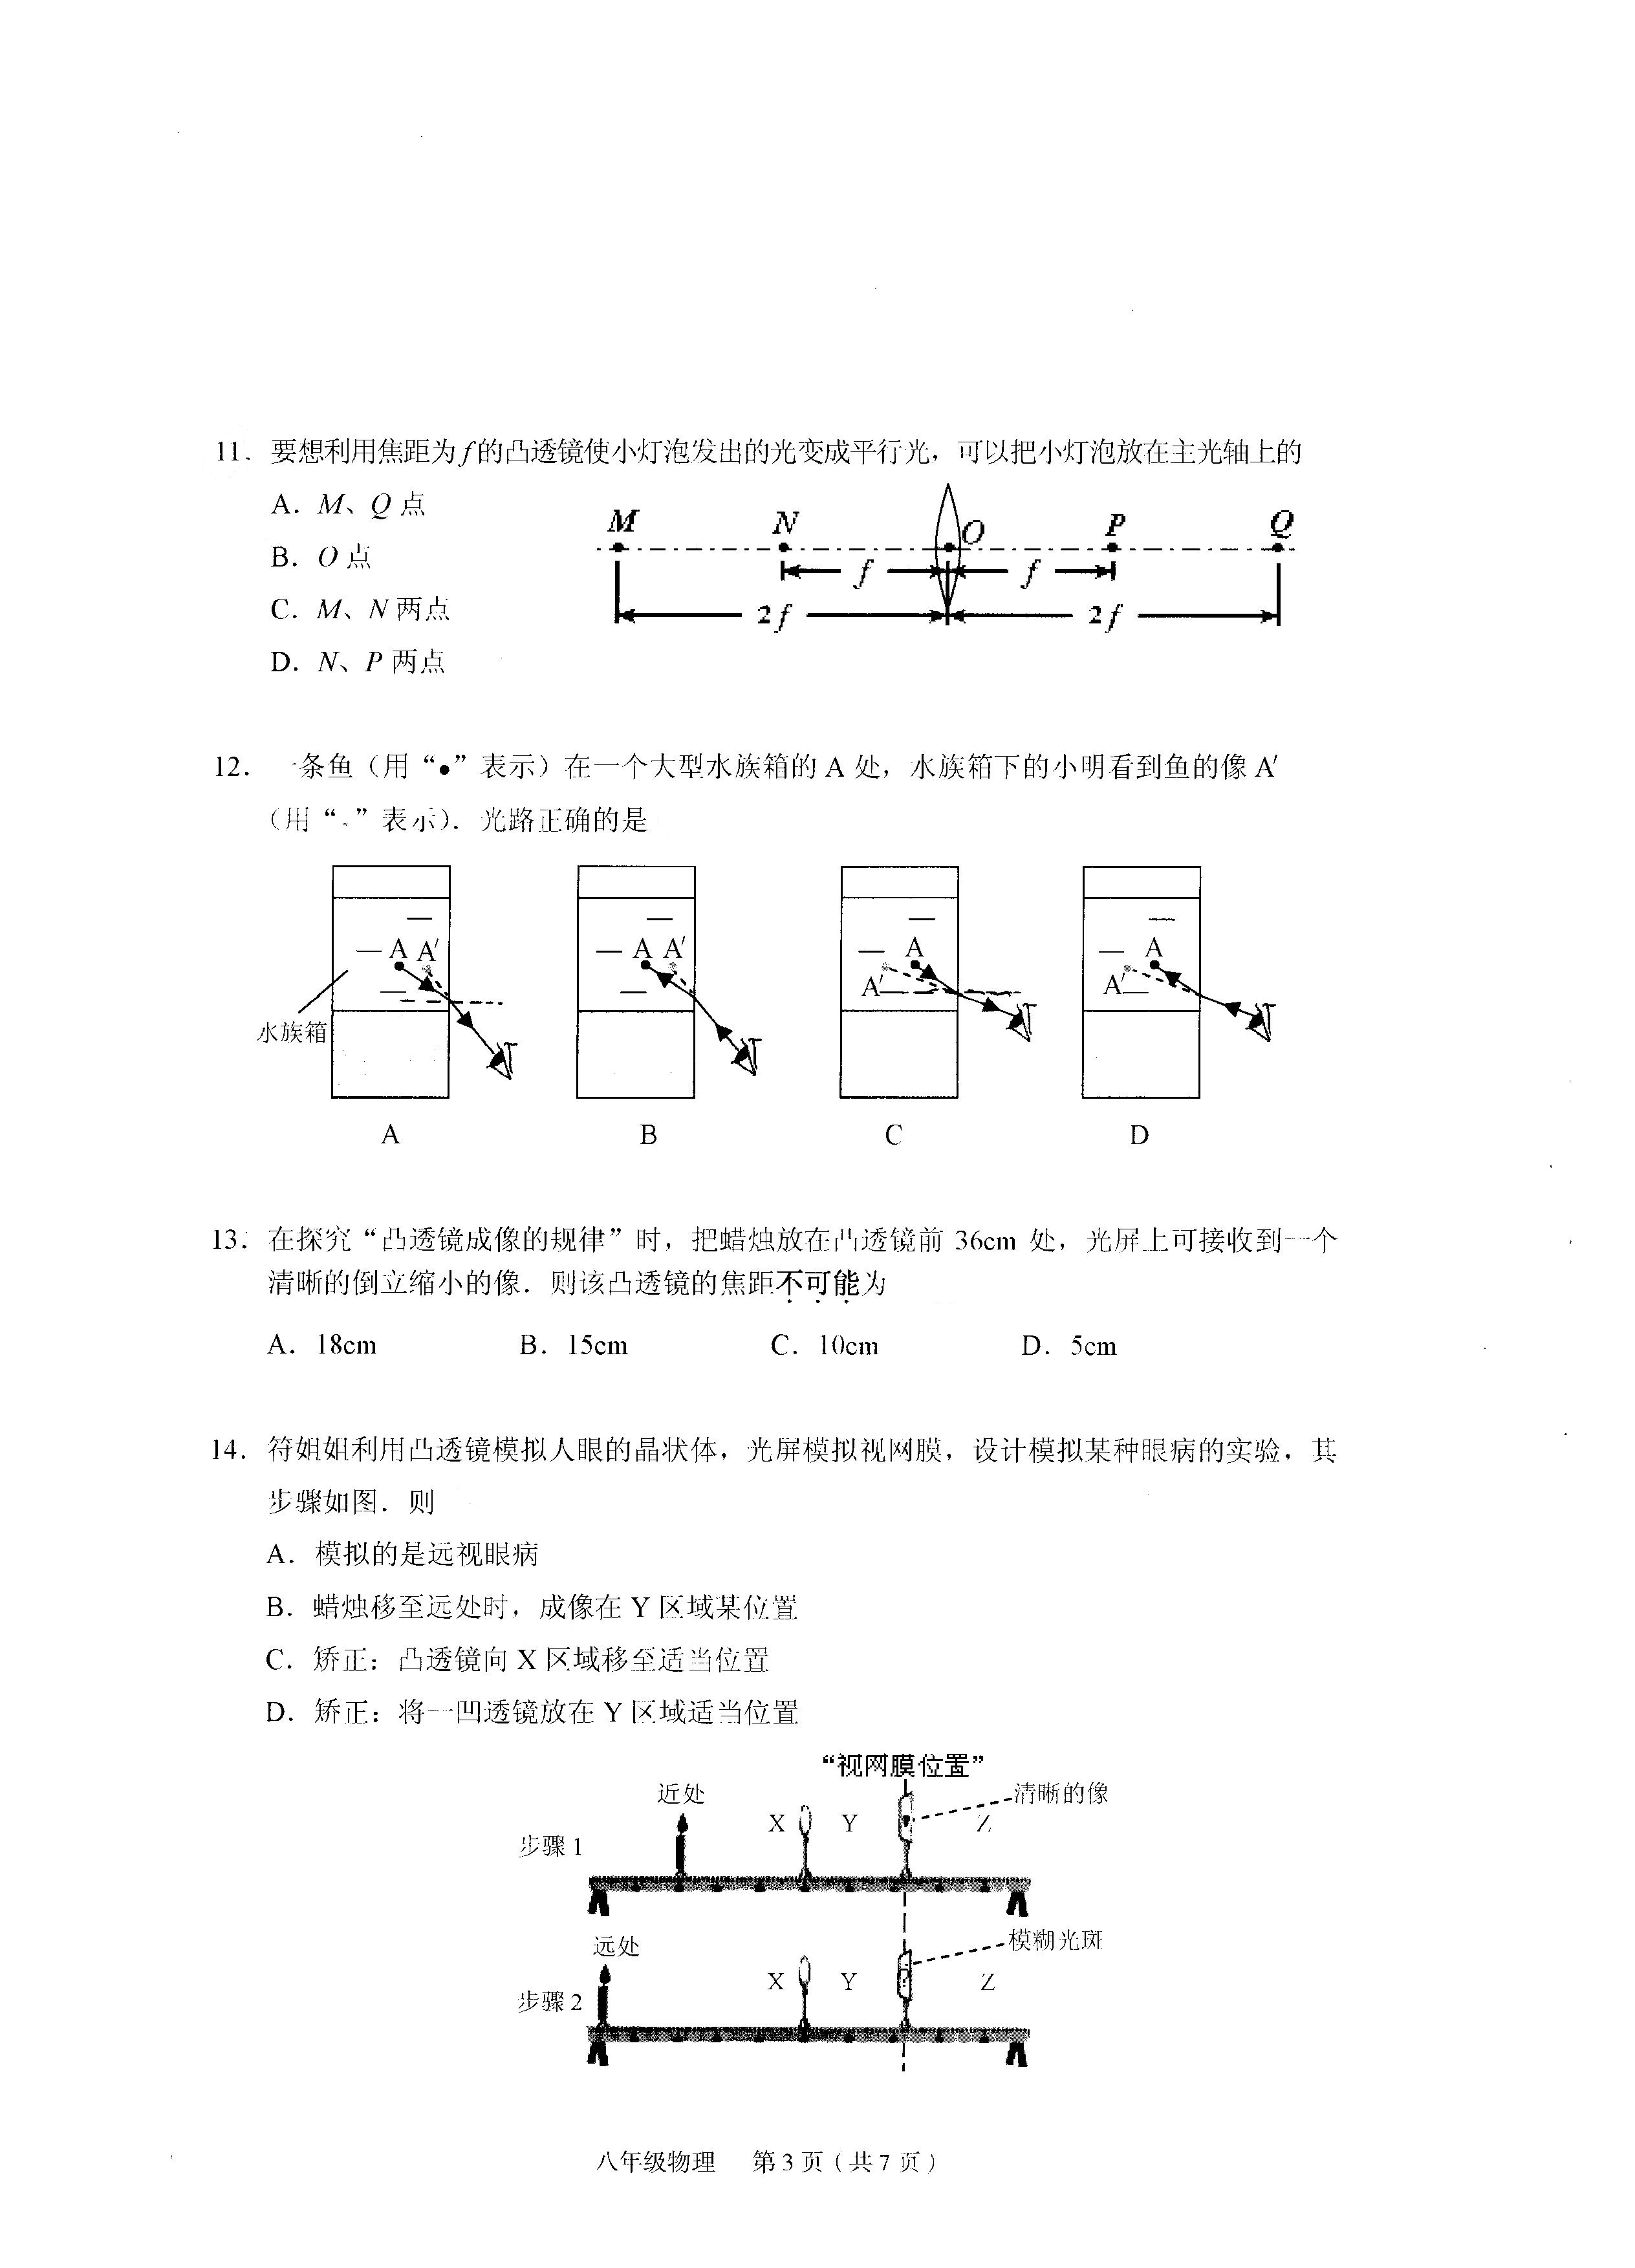 11. 要想利用焦距为f的凸透镜使小灯泡发出的光变成平行光，可以把小灯泡放在主光轴上的
A. M、Q 点
B. O 点
C. M、N 两点
D. N、P 两点
M N O P Q
f f
2f 2f
12. 一条鱼（用“●”表示）在一个大型水族箱的 A 处，水族箱下的小明看到鱼的像 A′
（用“ ”表示）. 光路正确的是
A A′ A A′ A A
A′ A′
水族箱
A B C D
13. 在探究“凸透镜成像的规律”时，把蜡烛放在凸透镜前 36cm 处，光屏上可接收到一个
清晰的倒立缩小的像. 则该凸透镜的焦距不可能为
A. 18cm B. 15cm C. 10cm D. 5cm
14. 符姐姐利用凸透镜模拟人眼的晶状体，光屏模拟视网膜，设计模拟某种眼病的实验，其
步骤如图. 则
A. 模拟的是远视眼病
B. 蜡烛移至远处时，成像在 Y 区域某位置
C. 矫正：凸透镜向 X 区域移至适当位置
D. 矫正：将一凹透镜放在 Y 区域适当位置
“视网膜位置”
近处 清晰的像
X Y Z
步骤 1
远处 模糊光斑
X Y ? Z
步骤 2
八年级物理 第 3 页（共 7 页）